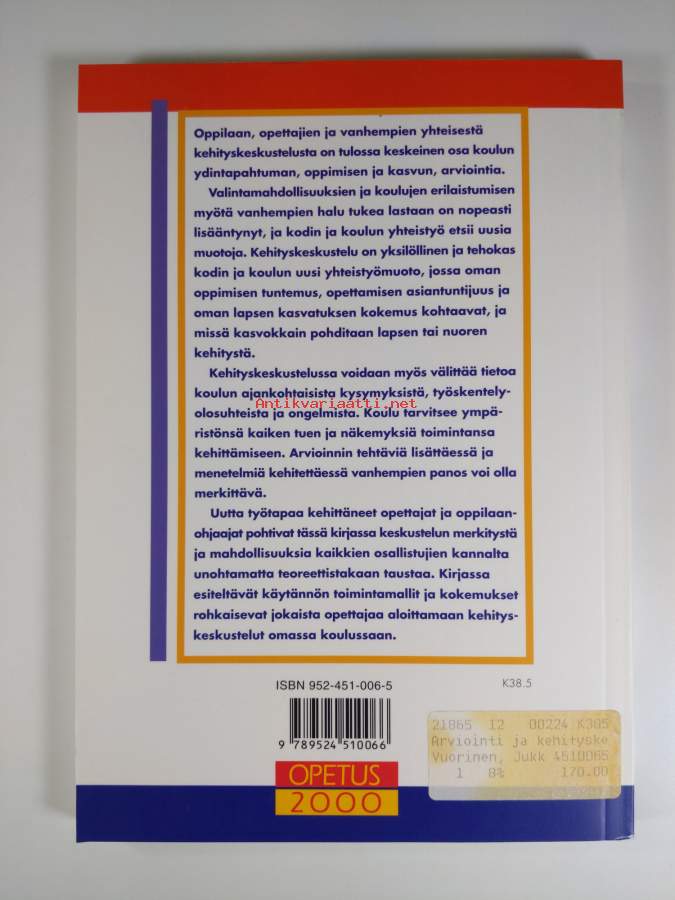 Oppilaan, opettajien ja vanhempien yhteisestä
kehityskeskustelusta on tulossa keskeinen osa koulun
ydintapahtuman, oppimisen ja kasvun, arviointia.
Valintamahdollisuuksien ja koulujen erilaistumisen
myötä vanhempien halu tukea lastaan on nopeasti
lisääntynyt, ja kodin ja koulun yhteistyö etsii uusia
muotoja. Kehityskeskustelu on yksilöllinen ja tehokas
kodin ja koulun uusi yhteistyömuoto, jossa oman
oppimisen tuntemus, opettamisen asiantuntijuus ja
oman lapsen kasvatuksen kokemus kohtaavat, ja
missä kasvokkain pohditaan lapsen tai nuoren
kehitystä.
Kehityskeskustelussa voidaan myös välittää tietoa
koulun ajankohtaisista kysymyksistä, työskentely-
olosuhteista ja ongelmista. Koulu tarvitsee ympä-
Antikvariaatti.net
ristönsä kaiken tuen ja näkemyksiä toimintansa
kehittämiseen. Arvioinnin tehtäviä lisättäessä ja
menetelmiä kehitettäessä vanhempien panos voi olla
merkittävä.
Uutta työtapaa kehittäneet opettajat ja oppilaan-
ohjaajat pohtivat tässä kirjassa keskustelun merkitystä
ja mahdollisuuksia kaikkien osallistujien kannalta
unohtamatta teoreettistakaan taustaa. Kirjassa
esiteltävät käytännön toimintamallit ja kokemukset
rohkaisevat jokaista opettajaa aloittamaan kehitys-
keskustelut omassa koulussaan.
ISBN 952-451-006-5
K38.5
9 789524 510066
OPETUS
2000
21865 12 00224 K385
Arviointi ja kehityske
Vuorinen, Jukk 4510065
1 8% 170.00